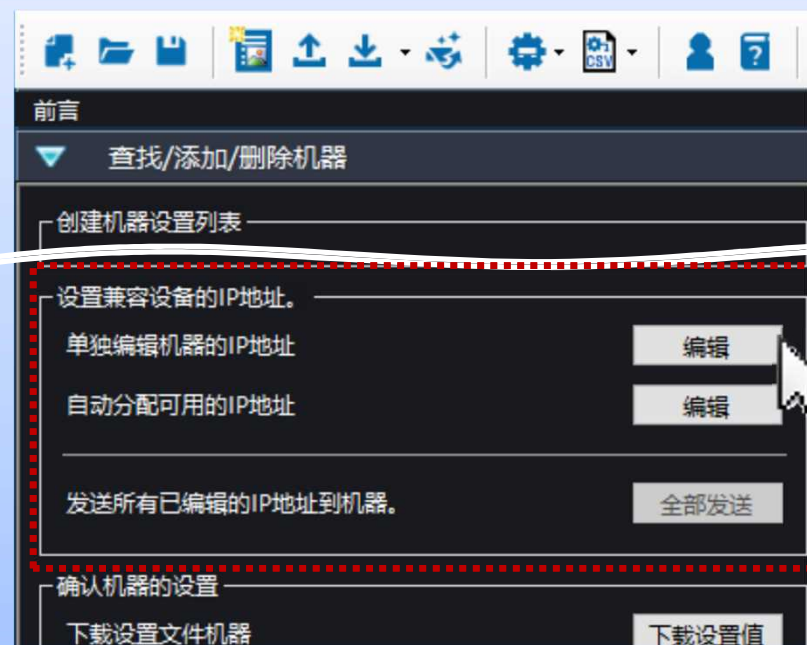 CSV
?
前言
查找/添加/删除机器
创建机器设置列表
设置兼容设备的IP地址。
单独编辑机器的IP地址 编辑
自动分配可用的IP地址 编辑
发送所有已编辑的IP地址到机器。 全部发送
确认机器的设置
下载设置文件机器 下载设置值